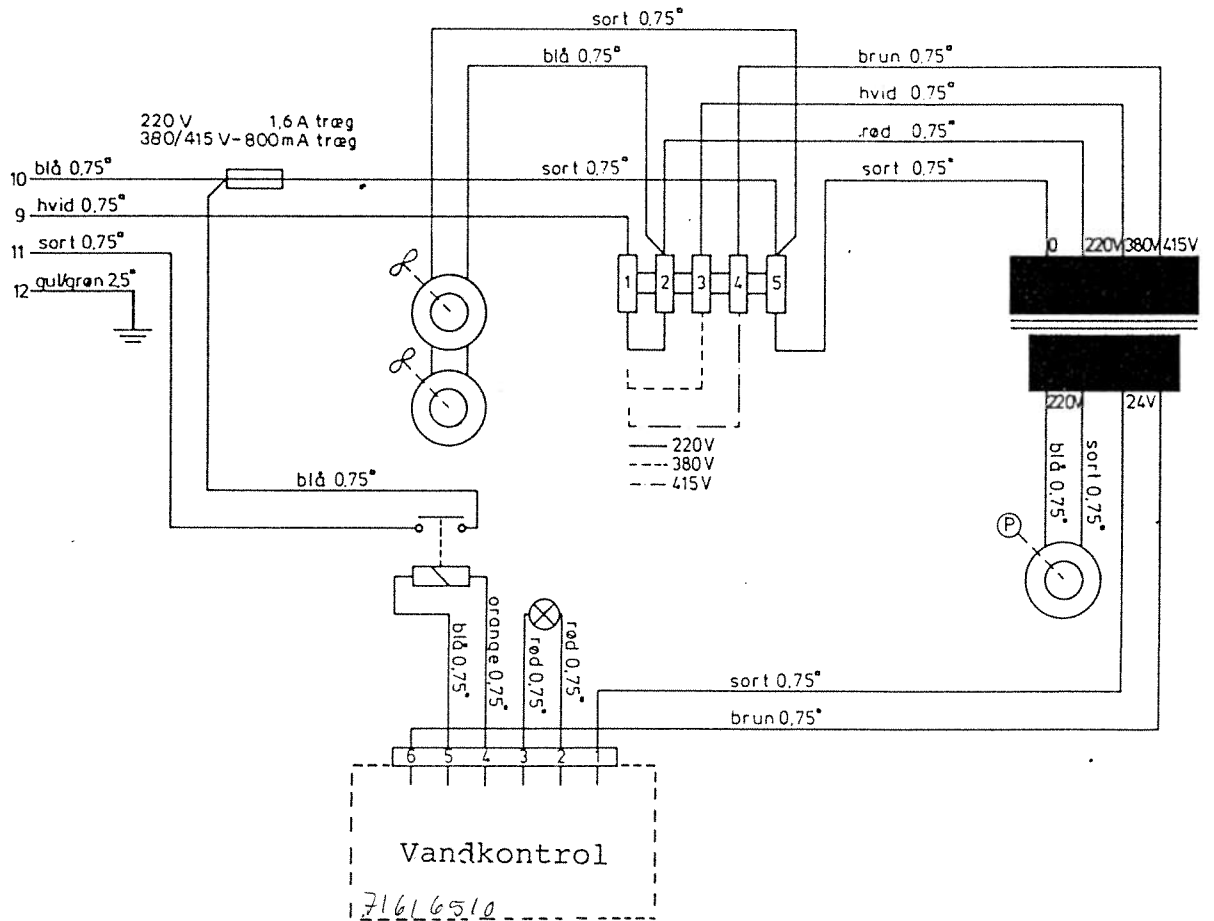 sort 0,75▫
blå 0,75▫
brun 0,75▫
hvid 0,75▫
220 V 1,6 A træg
380/415 V-800mA træg
rød 0,75▫
10 blå 0,75▫
sort 0,75▫
sort 0,75▫
9 hvid 0,75▫
11 sort 0,75▫
0 220V 380V 415V
12 gul/grøn 2,5▫
1 2 3 4 5
220V 24V
220V
380V
415V
blå 0,75▫
blå 0,75▫
sort 0,75▫
P
blå 0,75▫
orange 0,75▫
rød 0,75▫
rød 0,75▫
sort 0,75▫
brun 0,75▫
6 5 4 3 2 1
Vandkontrol
71616510